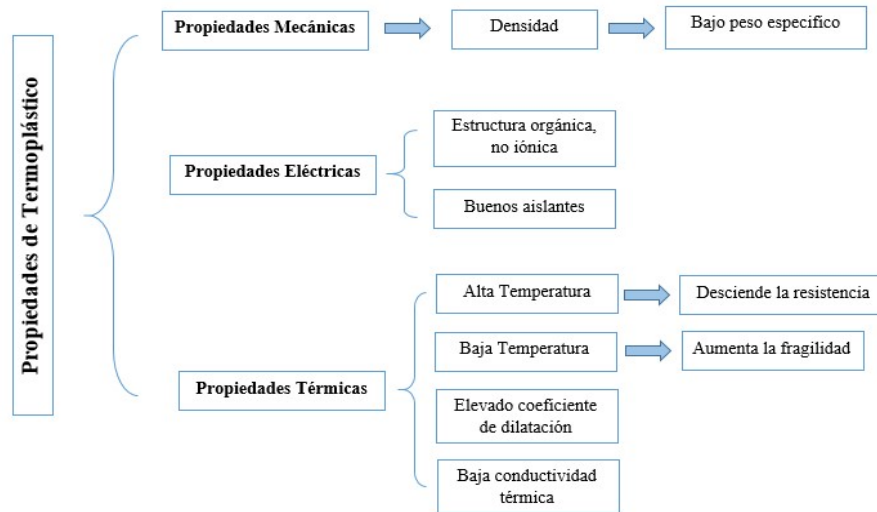 Propiedades de Termoplástico
Propiedades Mecánicas
Densidad
Bajo peso especifico
Propiedades Eléctricas
Estructura orgánica,
no iónica
Buenos aislantes
Propiedades Térmicas
Alta Temperatura
Desciende la resistencia
Baja Temperatura
Aumenta la fragilidad
Elevado coeficiente
de dilatación
Baja conductividad
térmica